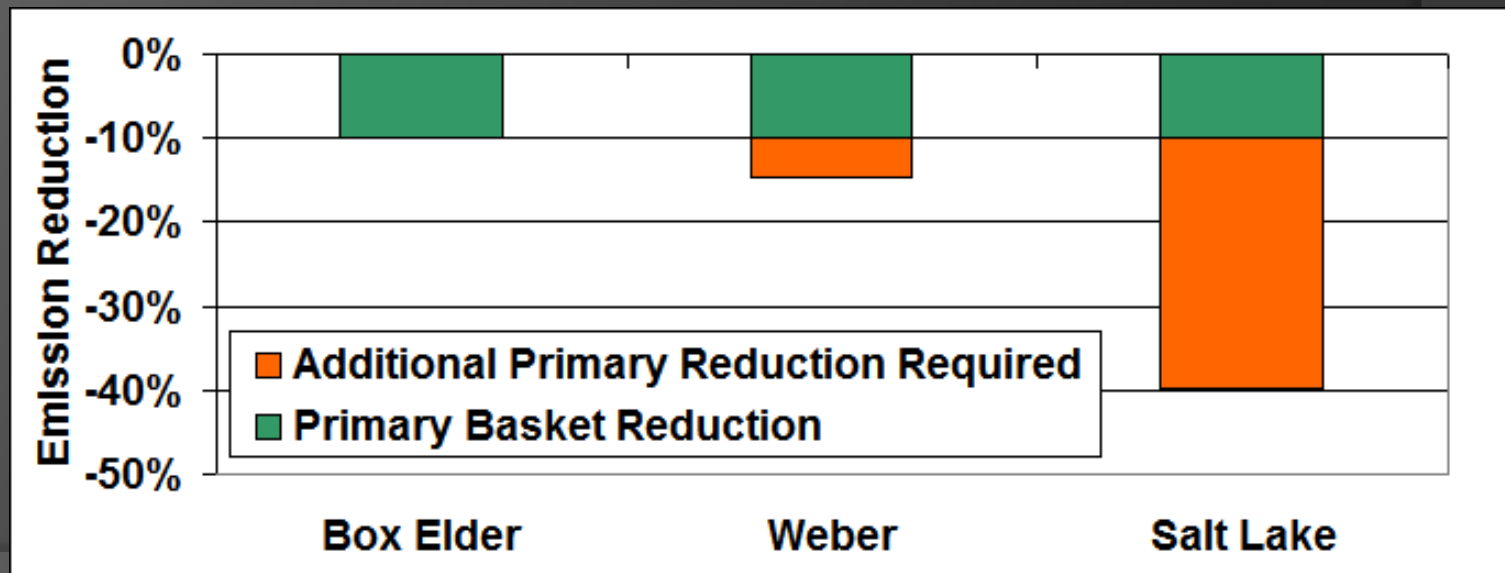 Emission Reduction
0%
-10%
-20%
-30%
-40%
-50%
Additional Primary Reduction Required
Primary Basket Reduction
Box Elder
Weber
Salt Lake